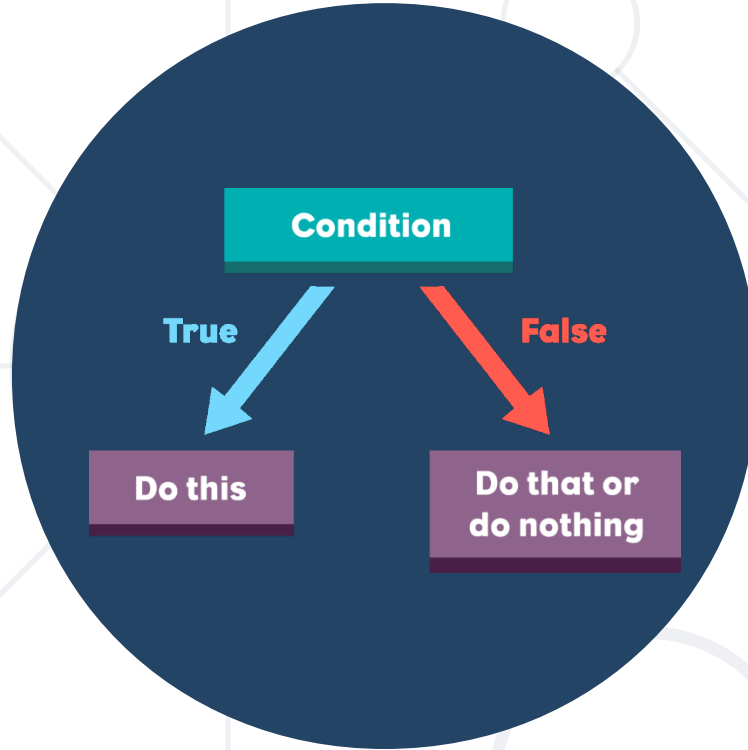 Condition
True
False
Do this
Do that or
do nothing